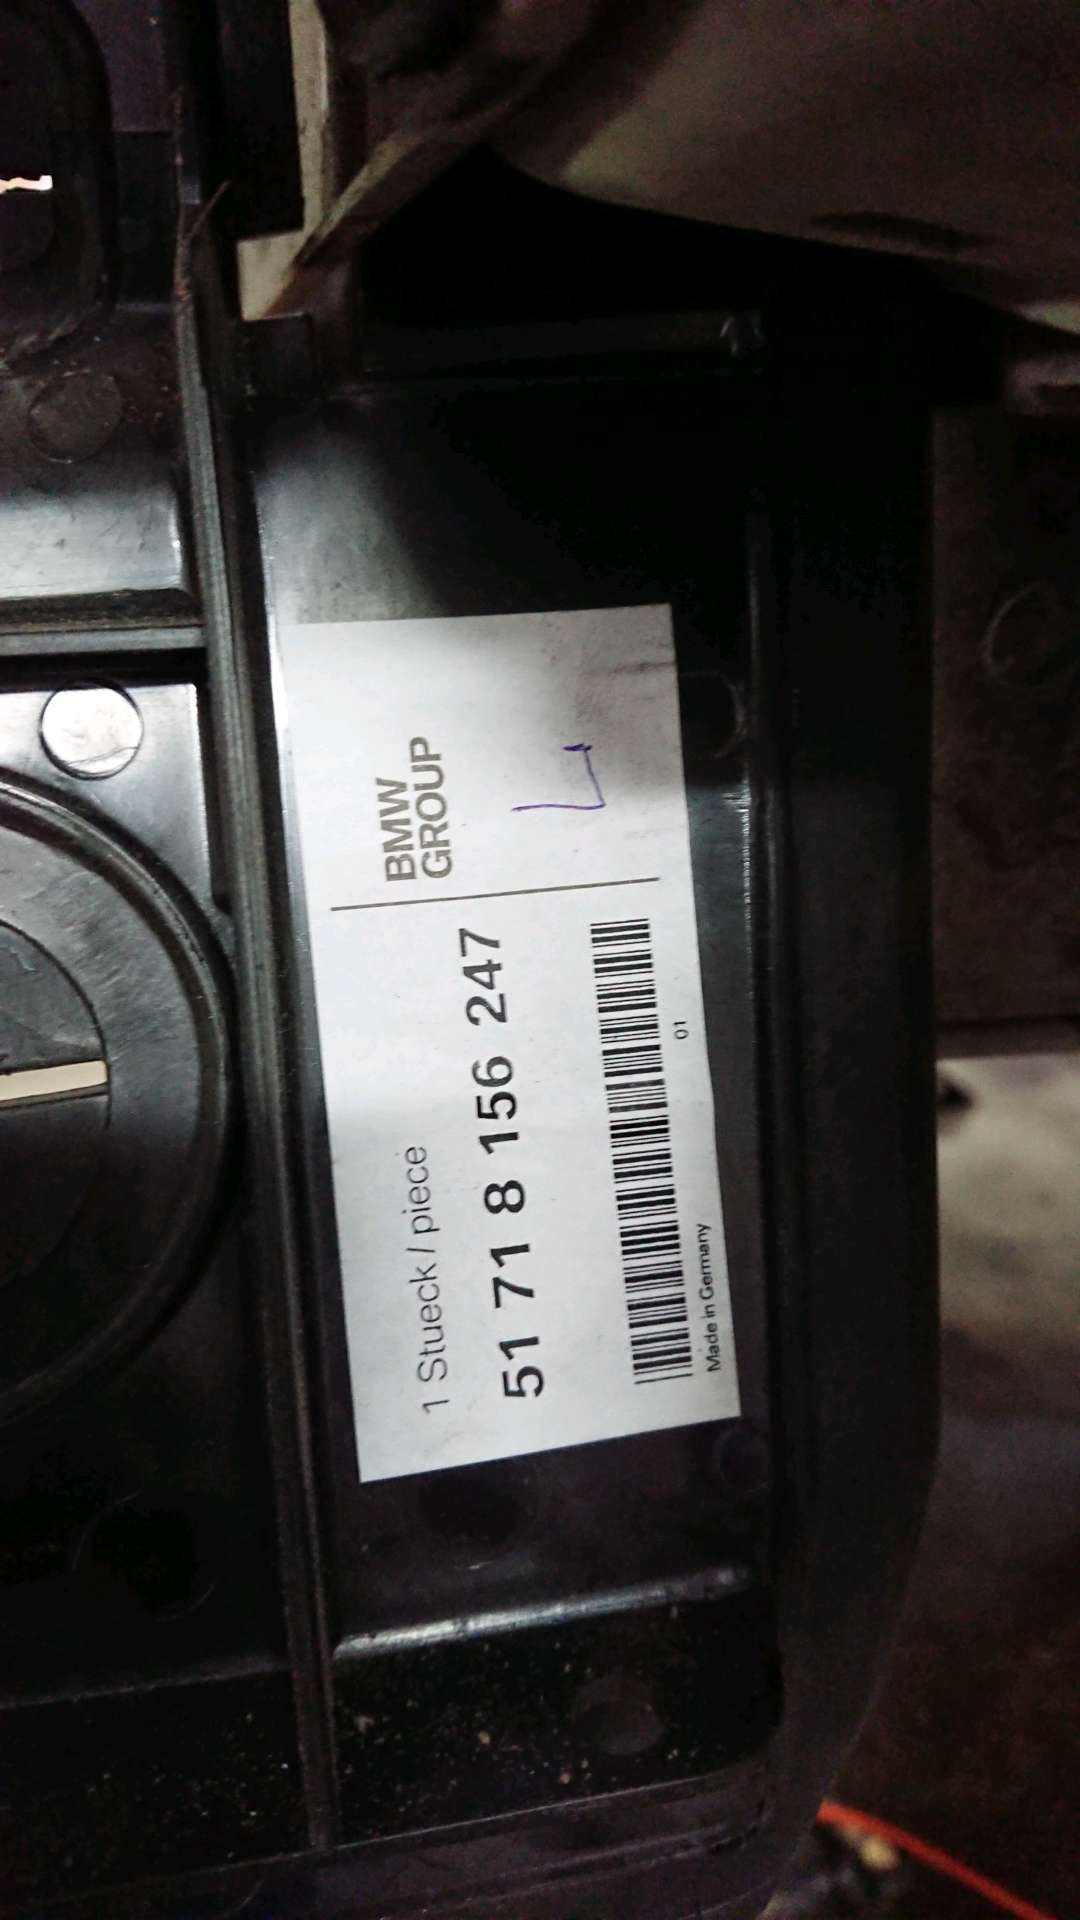 1 Stueck / piece
51 71 8 156 247
01
Made in Germany
BMW
GROUP
L